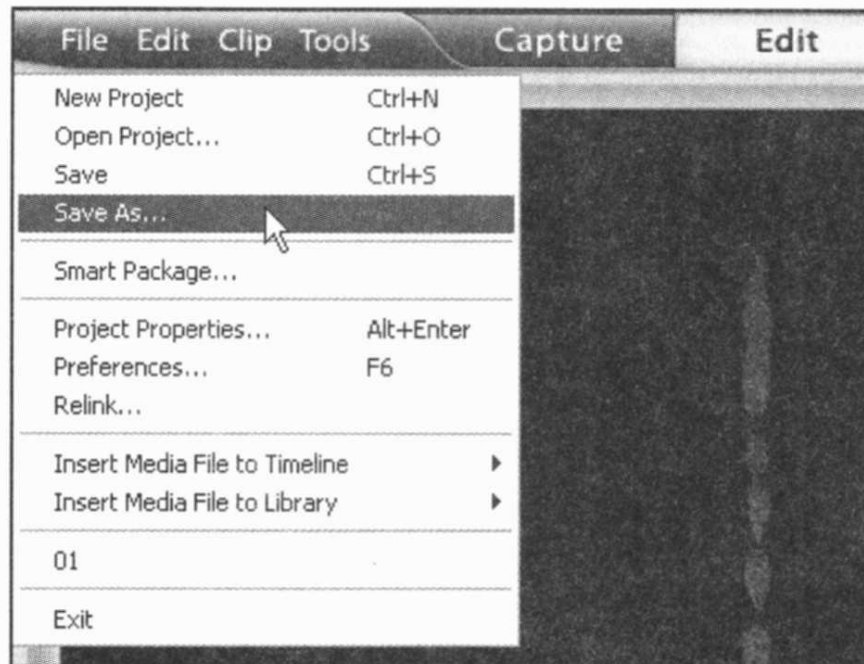 File Edit Clip Tools Capture Edit
New Project Ctrl+N
Open Project... Ctrl+O
Save Ctrl+S
Save As...
Smart Package...
Project Properties... Alt+Enter
Preferences... F6
Relink...
Insert Media File to Timeline
Insert Media File to Library
01
Exit